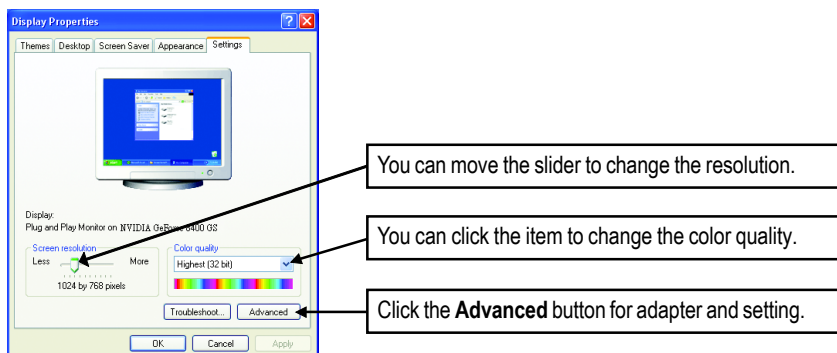 Display Properties
Themes Desktop Screen Saver Appearance Settings
You can move the slider to change the resolution.
Display:
Plug and Play Monitor on NVIDIA GeForce 8400 GS
You can click the item to change the color quality.
Screen resolution
Less More
1024 by 768 pixels
Color quality
Highest (32 bit)
Click the Advanced button for adapter and setting.
Troubleshoot... Advanced
OK Cancel Apply